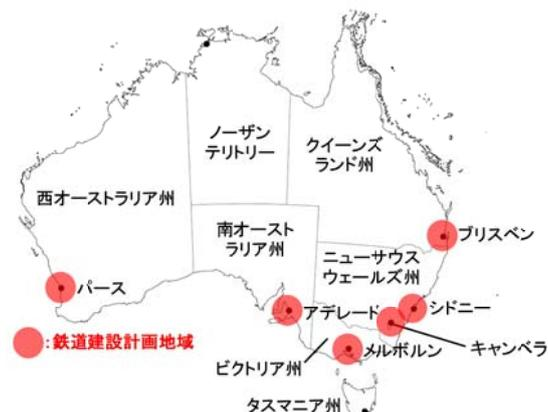 ノーザン
テリトリー
クイーンズ
ランド州
西オーストラリア州
南オースト
ラリア州
ブリスベン
ニューサウス
ウェールズ州
パース
アデレード
シドニー
:鉄道建設計画地域
メルボルン
キャンベラ
ビクトリア州
タスマニア州